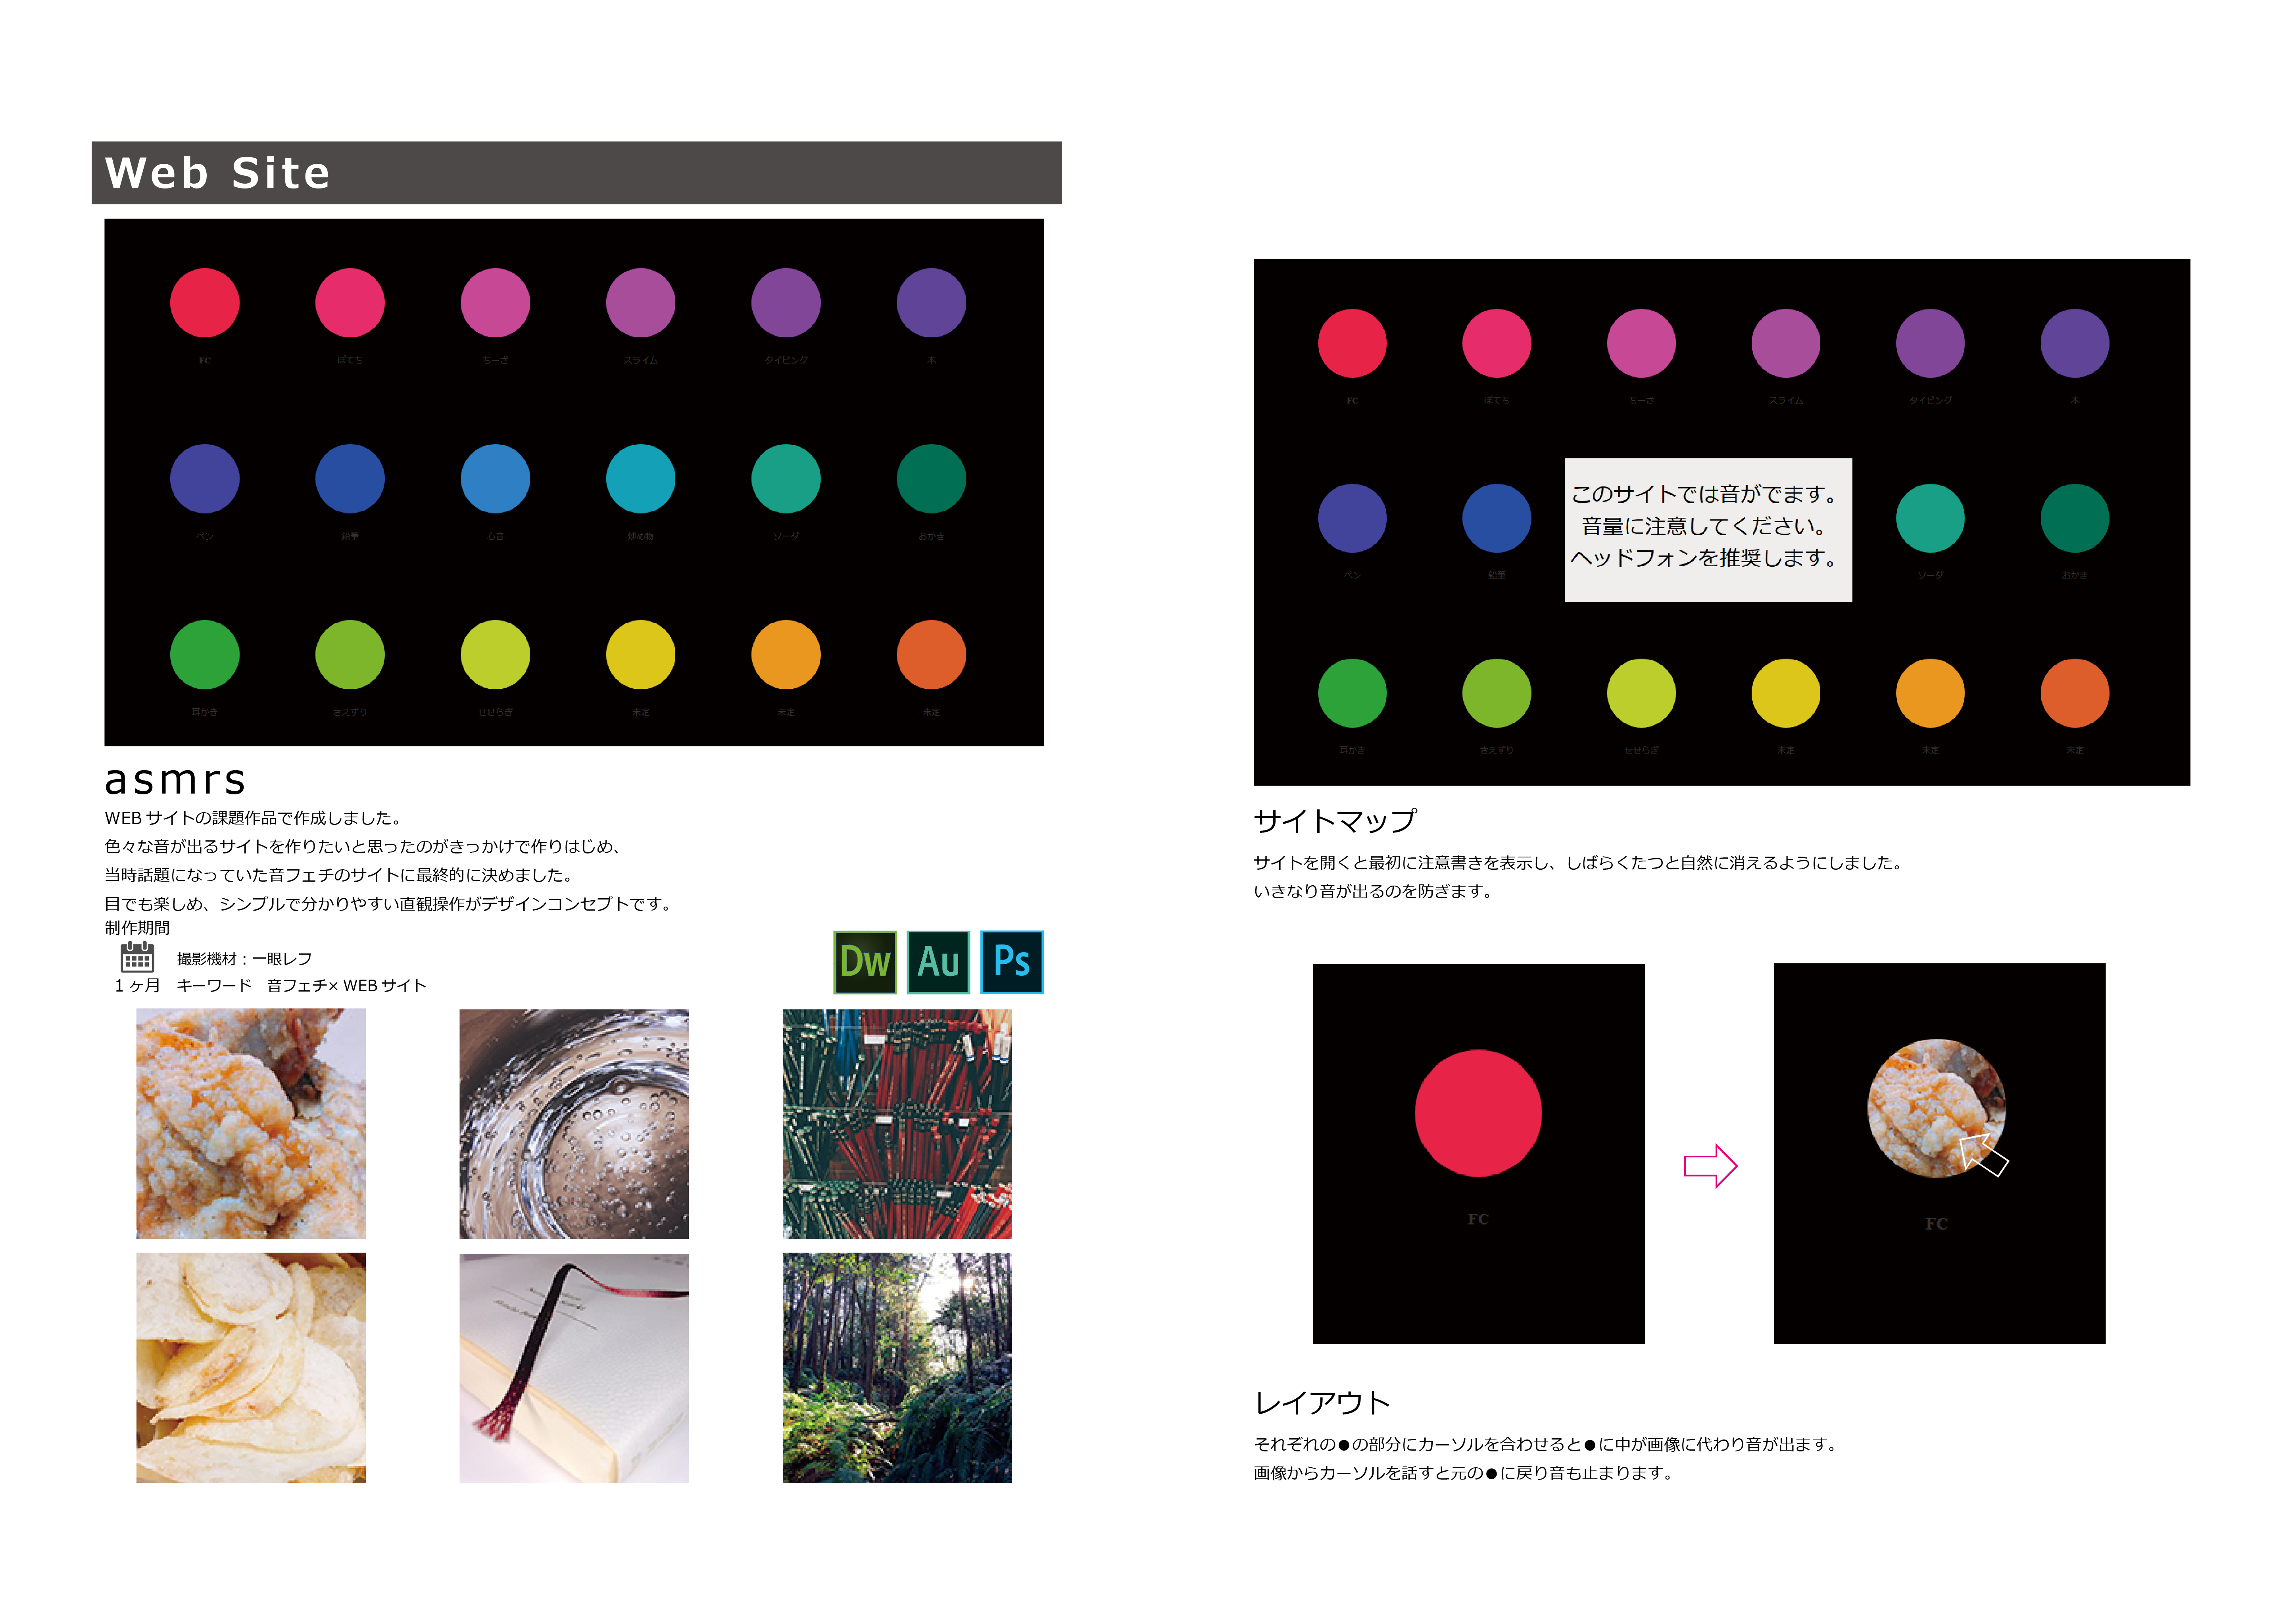 Web Site
FC ぽてち ちーざ スライム タイピング 本
ペン 鉛筆 心音 炒め物 ソーダ おかき
耳かき さえずり せせらぎ 未定 未定 未定
asmrs
WEBサイトの課題作品で作成しました。
色々な音が出るサイトを作りたいと思ったのがきっかけで作りはじめ、
当時話題になっていた音フェチのサイトに最終的に決めました。
目でも楽しめ、シンプルで分かりやすい直観操作がデザインコンセプトです。
制作期間
撮影機材：一眼レフ
1ヶ月 キーワード　音フェチ×WEBサイト
Dw Au Ps
FC ぽてち ちーざ スライム タイピング 本
このサイトでは音がでます。
音量に注意してください。
ヘッドフォンを推奨します。
ペン 鉛筆 ソーダ おかき
耳かき さえずり せせらぎ 未定 未定 未定
サイトマップ
サイトを開くと最初に注意書きを表示し、しばらくたつと自然に消えるようにしました。
いきなり音が出るのを防ぎます。
FC
FC
レイアウト
それぞれの●の部分にカーソルを合わせると●に中が画像に代わり音が出ます。
画像からカーソルを話すと元の●に戻り音も止まります。